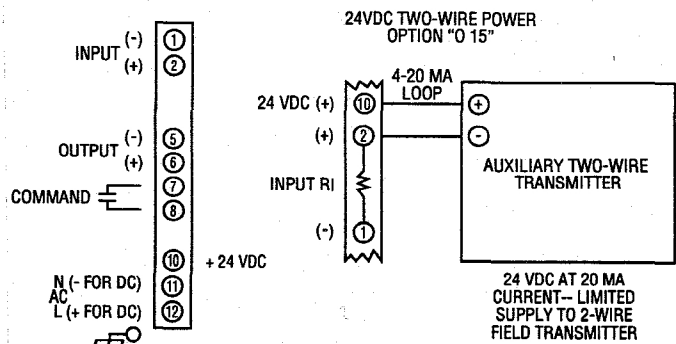 INPUT (-) 1
(+) 2
OUTPUT (-) 5
(+) 6
COMMAND 7
8
10 + 24 VDC
N (- FOR DC) 11
AC
L (+ FOR DC) 12
24VDC TWO-WIRE POWER
OPTION "O 15"
4-20 MA
LOOP
24 VDC (+) 10 +
(+) 2 -
INPUT RI
(-) 1
AUXILIARY TWO-WIRE
TRANSMITTER
24 VDC AT 20 MA
CURRENT-- LIMITED
SUPPLY TO 2-WIRE
FIELD TRANSMITTER